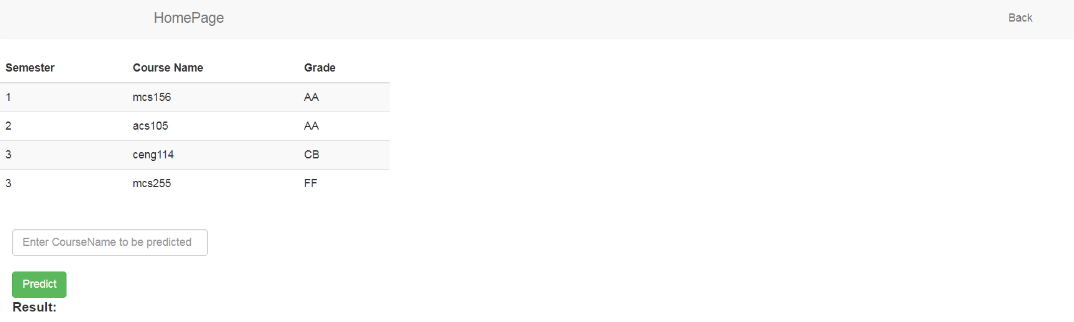 HomePage Back
Semester Course Name Grade
1 mcs156 AA
2 acs105 AA
3 ceng114 CB
3 mcs255 FF
Enter CourseName to be predicted
Predict
Result: